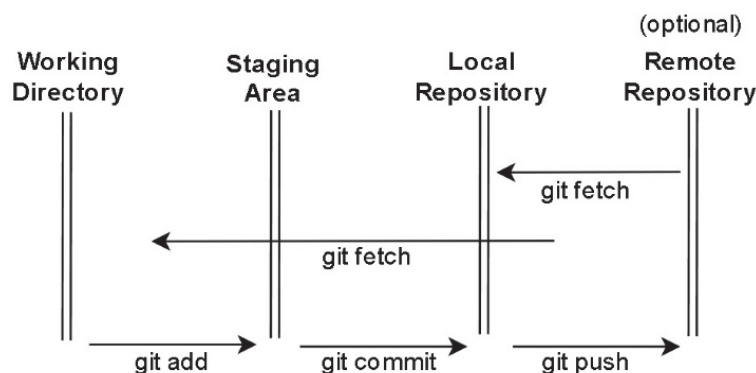 (optional)
Working Directory
Staging Area
Local Repository
Remote Repository
git fetch
git fetch
git add
git commit
git push